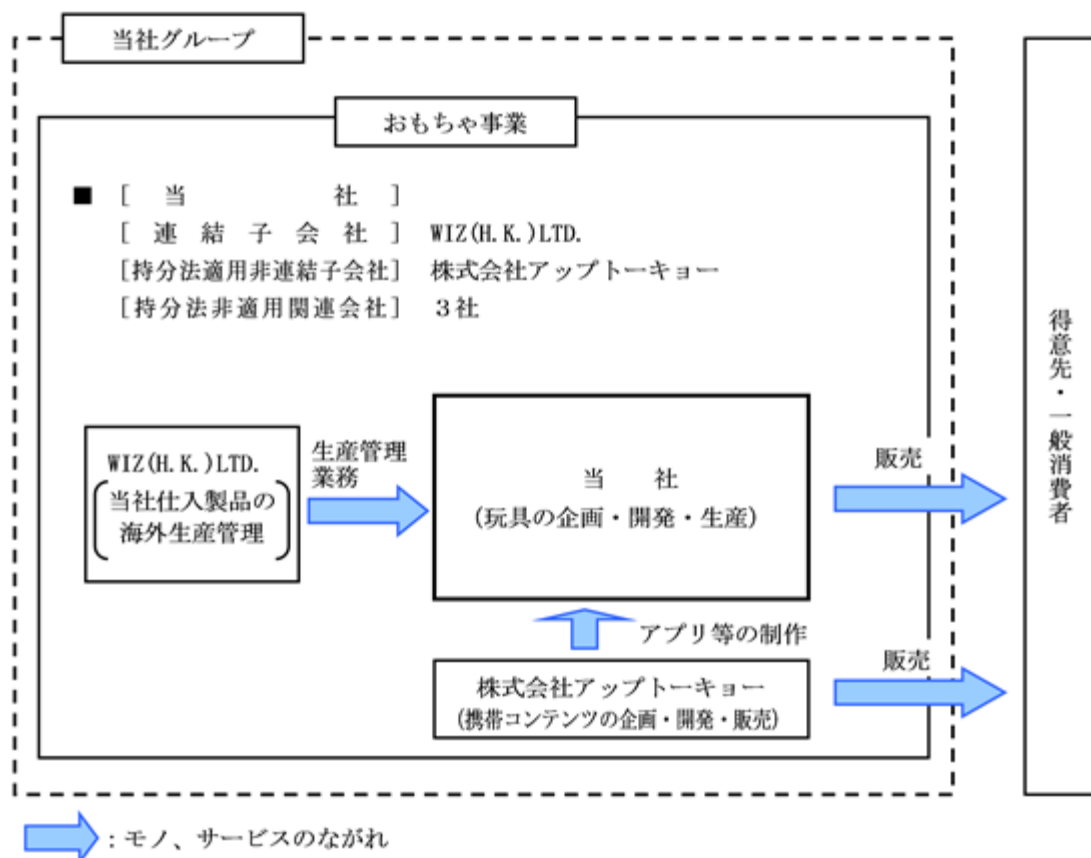 当社グループ
おもちゃ事業
■ [ 当 社 ]
[ 連 結 子 会 社 ] WIZ(H.K.)LTD.
[持分法適用非連結子会社] 株式会社アップトーキョー
[持分法非適用関連会社] 3社
WIZ(H.K.)LTD.
当社仕入製品の
海外生産管理
生産管理
業務
当 社
(玩具の企画・開発・生産)
販売
アプリ等の制作
株式会社アップトーキョー
(携帯コンテンツの企画・開発・販売)
販売
得意先・一般消費者
:モノ、サービスのながれ